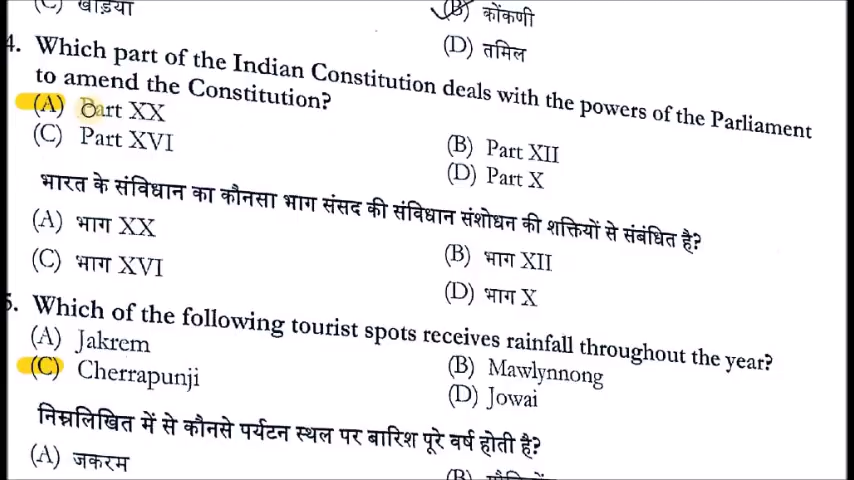 (C) खड़िया
(B) कोंकणी
(D) तमिल
4. Which part of the Indian Constitution deals with the powers of the Parliament
to amend the Constitution?
(A) Part XX
(B) Part XII
(C) Part XVI
(D) Part X
भारत के संविधान का कौनसा भाग संसद की संविधान संशोधन की शक्तियों से संबंधित है?
(A) भाग XX
(B) भाग XII
(C) भाग XVI
(D) भाग X
5. Which of the following tourist spots receives rainfall throughout the year?
(A) Jakrem
(B) Mawlynnong
(C) Cherrapunji
(D) Jowai
निम्नलिखित में से कौनसे पर्यटन स्थल पर बारिश पूरे वर्ष होती है?
(A) जकरम
(B)